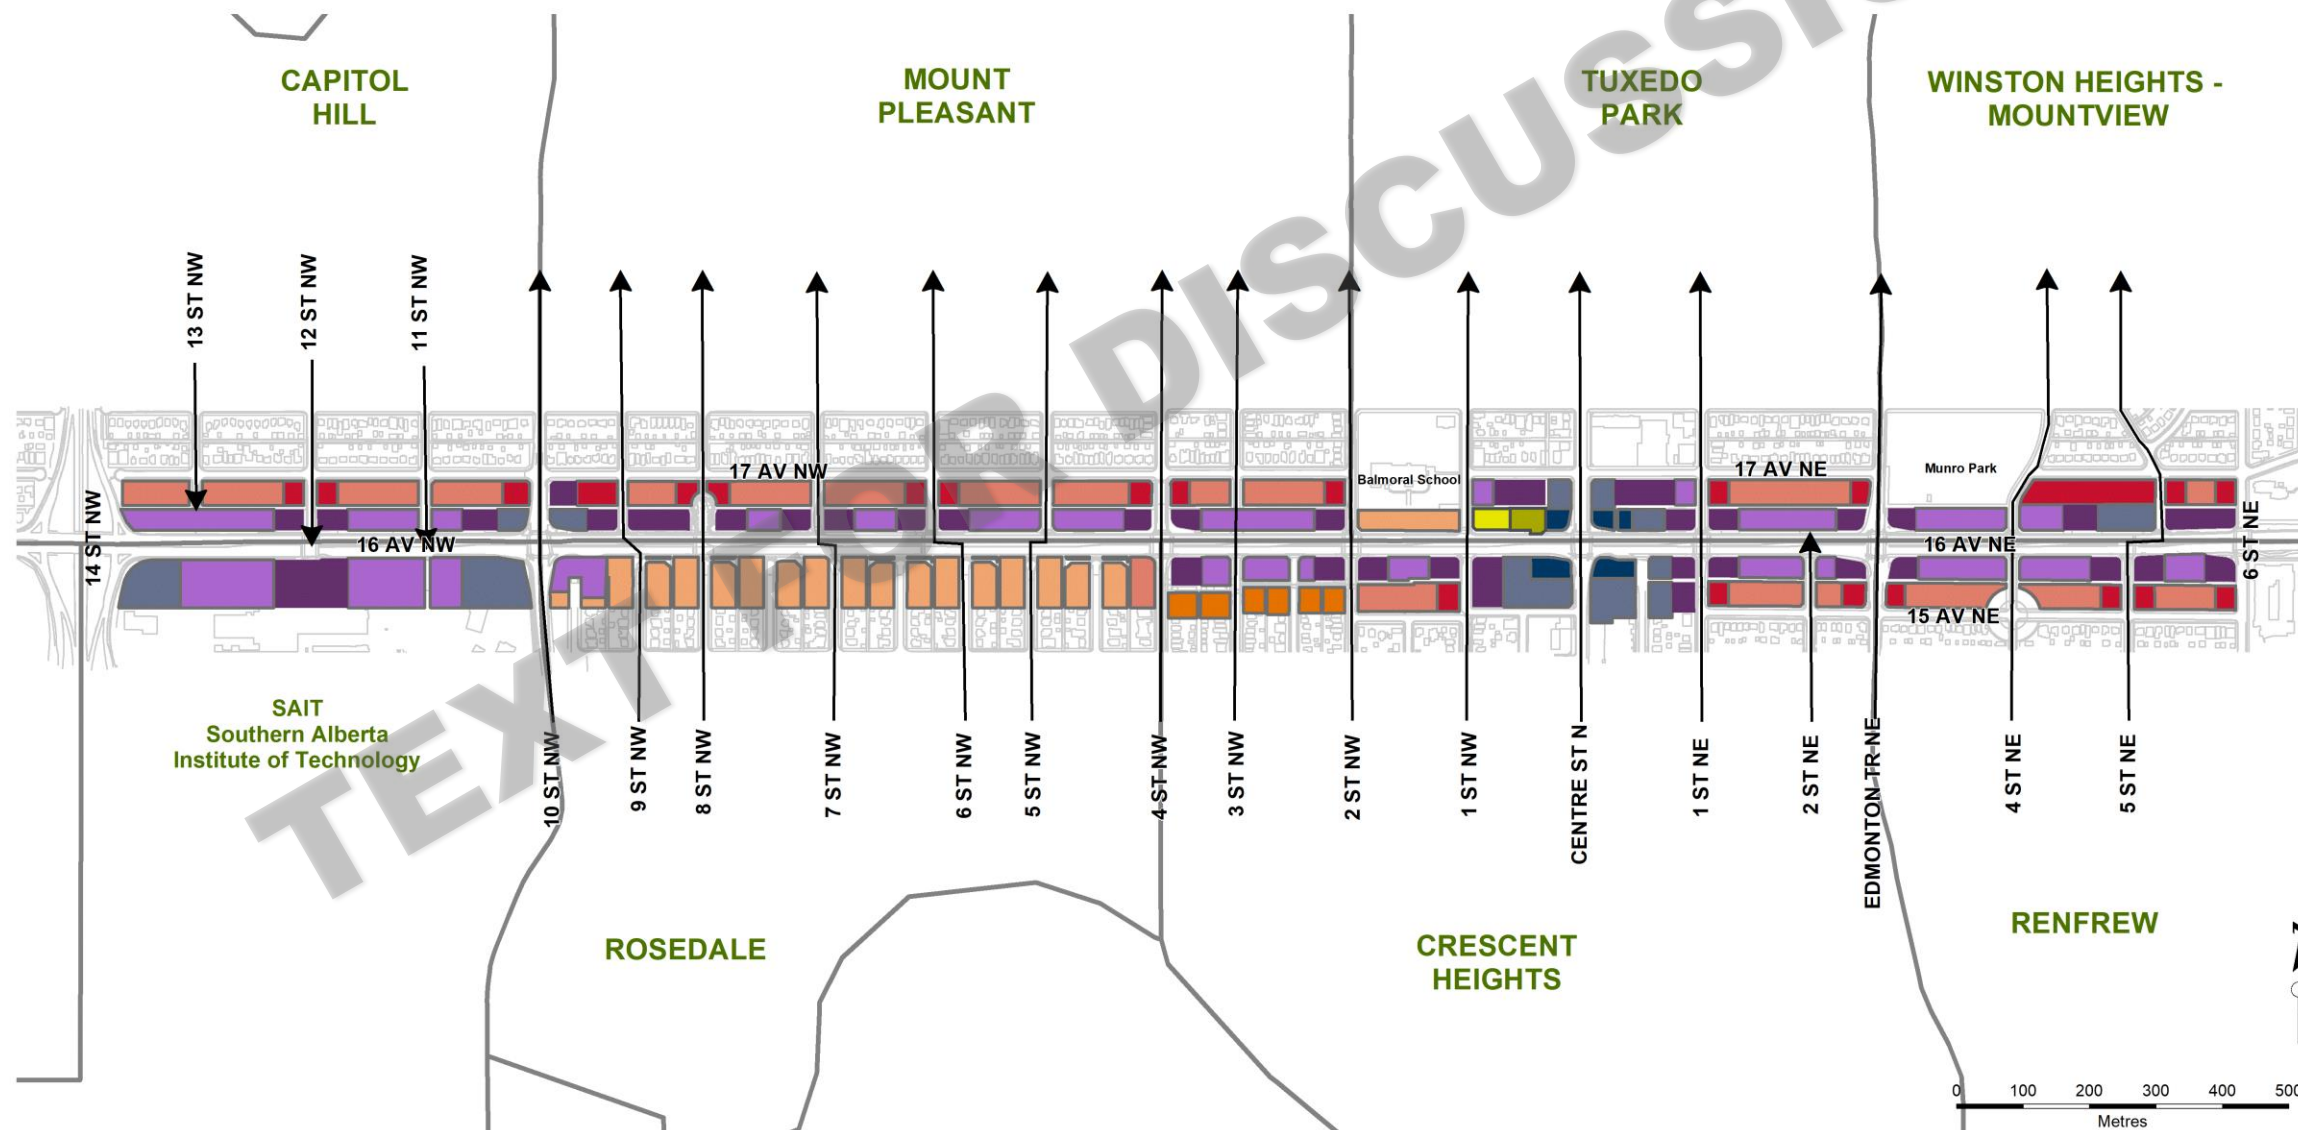 CAPITOL
HILL
MOUNT
PLEASANT
TUXEDO
PARK
WINSTON HEIGHTS -
MOUNTVIEW
13 ST NW
12 ST NW
11 ST NW
17 AV NW
Balmoral School
17 AV NE
Munro Park
14 ST NW
16 AV NW
16 AV NE
6 ST NE
15 AV NE
SAIT
Southern Alberta
Institute of Technology
10 ST NW
9 ST NW
8 ST NW
7 ST NW
6 ST NW
5 ST NW
4 ST NW
3 ST NW
2 ST NW
1 ST NW
CENTRE ST N
1 ST NE
2 ST NE
EDMONTON TR NE
4 ST NE
5 ST NE
ROSEDALE
CRESCENT
HEIGHTS
RENFREW
0 100 200 300 400 500
Metres
TEXT FOR DISCUSSIO